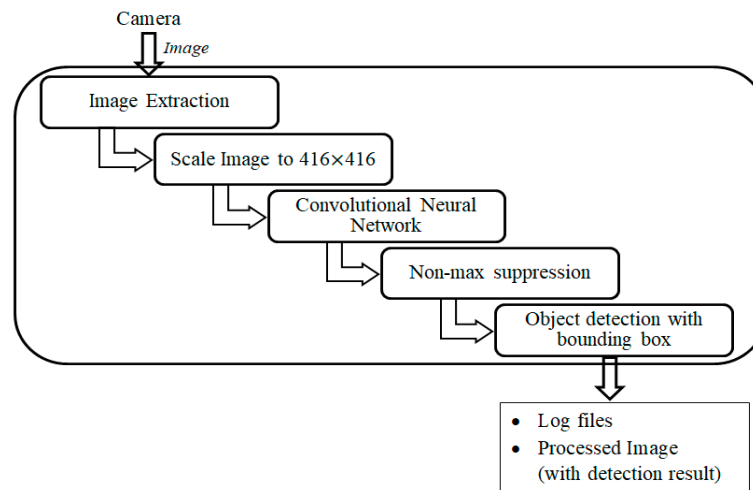 Camera
Image
Image Extraction
Scale Image to 416×416
Convolutional Neural
Network
Non-max suppression
Object detection with
bounding box
• Log files
• Processed Image
(with detection result)